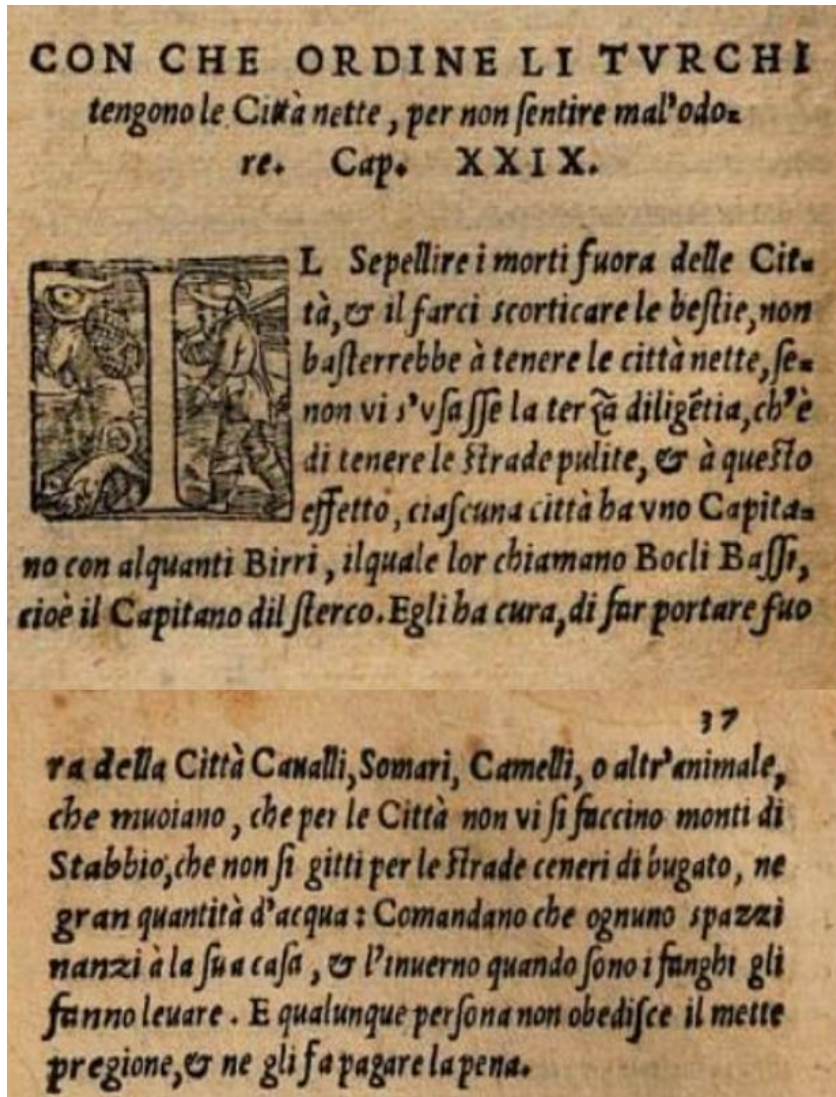 CON CHE ORDINE LI TVRCHI
tengono le Città nette, per non ſentire mal'odo-
re. Cap. XXIX.
IL Sepellire i morti fuora delle Cit-
tà, & il farci scorticare le beſtie, non
baſterrebbe à tenere le città nette, ſe-
non vi s'vſaſſe la terça diligẽtia, ch'è
di tenere le ſtrade pulite, & à queſto
effetto, ciaſcuna città ha vno Capita-
no con alquanti Birri, ilquale lor chiamano Bocli Baſſi,
cioè il Capitano dil ſterco. Egli ha cura, di far portare fuo
37
ra della Città Caualli, Somari, Camelli, o altr'animale,
che muoiano, che per le Città non vi ſi faccino monti di
Stabbio, che non ſi gitti per le ſtrade ceneri di bugato, ne
gran quantità d'acqua: Comandano che ognuno spazzi
nanzi à la ſua caſa, & l'inuerno quando ſono i fanghi gli
fanno leuare. E qualunque perſona non obediſce il mette
pregione, & ne gli fa pagare la pena.